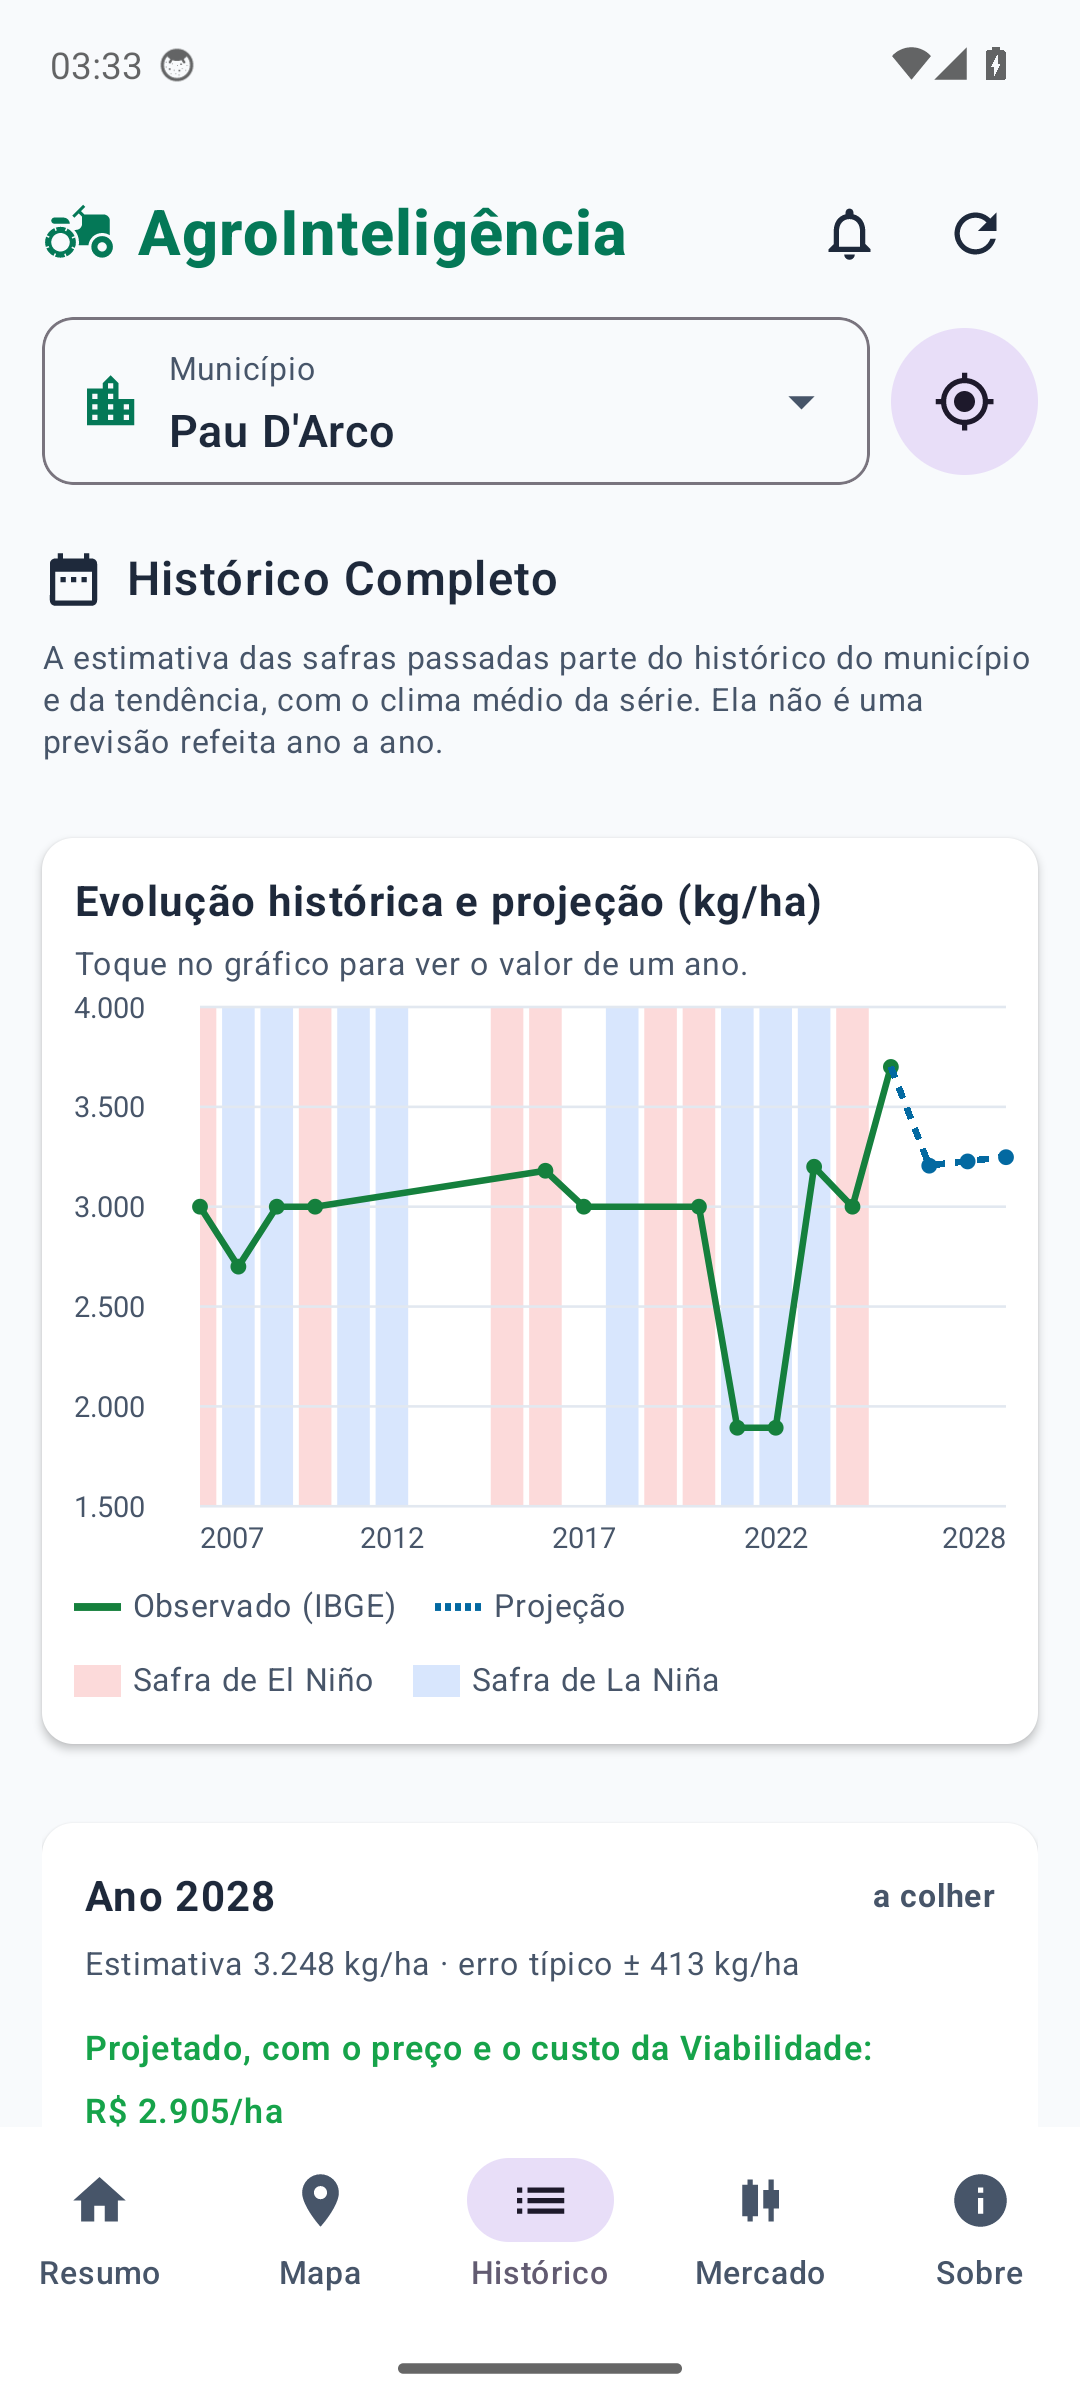 03:33
AgroInteligência
Município
Pau D'Arco
Histórico Completo
A estimativa das safras passadas parte do histórico do município
e da tendência, com o clima médio da série. Ela não é uma
previsão refeita ano a ano.
Evolução histórica e projeção (kg/ha)
Toque no gráfico para ver o valor de um ano.
4.000
3.500
3.000
2.500
2.000
1.500
2007 2012 2017 2022 2028
Observado (IBGE) Projeção
Safra de El Niño Safra de La Niña
Ano 2028 a colher
Estimativa 3.248 kg/ha · erro típico ± 413 kg/ha
Projetado, com o preço e o custo da Viabilidade:
R$ 2.905/ha
Resumo Mapa Histórico Mercado Sobre